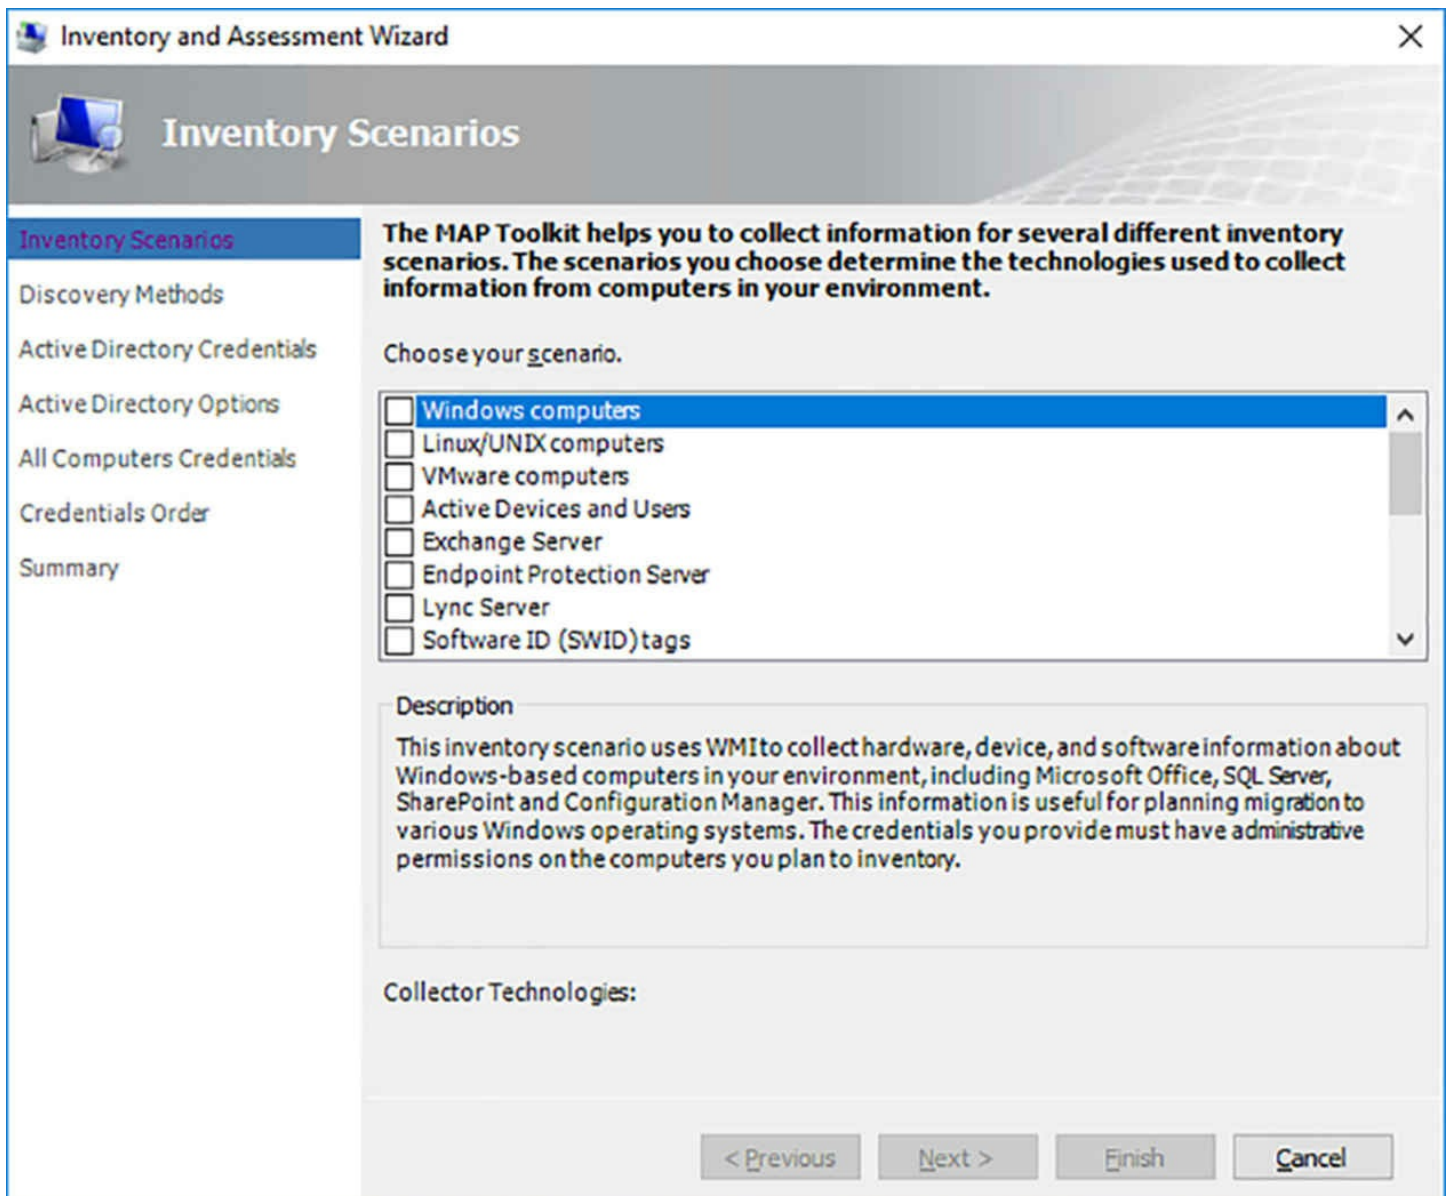 Inventory and Assessment Wizard
Inventory Scenarios
Inventory Scenarios
Discovery Methods
Active Directory Credentials
Active Directory Options
All Computers Credentials
Credentials Order
Summary
The MAP Toolkit helps you to collect information for several different inventory
scenarios. The scenarios you choose determine the technologies used to collect
information from computers in your environment.
Choose your scenario.
Windows computers
Linux/UNIX computers
VMware computers
Active Devices and Users
Exchange Server
Endpoint Protection Server
Lync Server
Software ID (SWID) tags
Description
This inventory scenario uses WMI to collect hardware, device, and software information about
Windows-based computers in your environment, including Microsoft Office, SQL Server,
SharePoint and Configuration Manager. This information is useful for planning migration to
various Windows operating systems. The credentials you provide must have administrative
permissions on the computers you plan to inventory.
Collector Technologies:
< Previous
Next >
Finish
Cancel